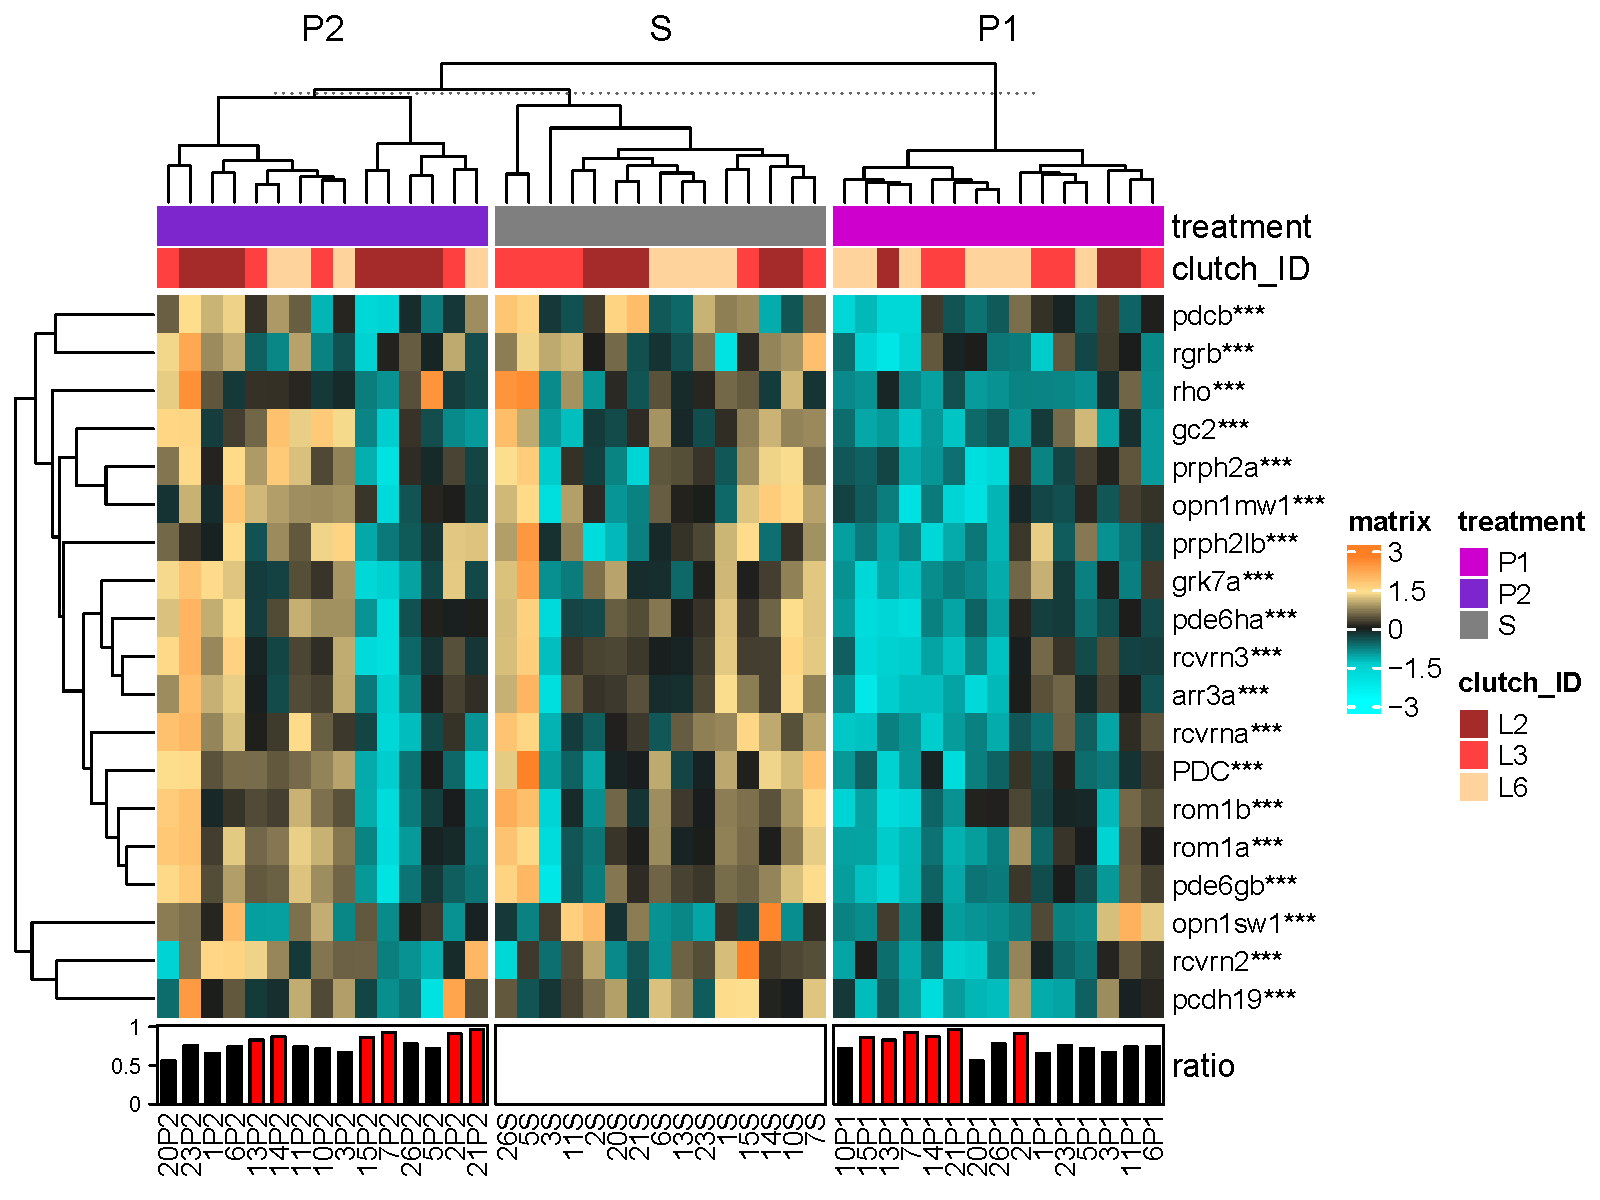 P2 S P1
treatment
clutch_ID
pdcb***
rgrb***
rho***
gc2***
prph2a***
opn1mw1***
prph2lb***
grk7a***
pde6ha***
rcvrn3***
arr3a***
rcvrna***
PDC***
rom1b***
rom1a***
pde6gb***
opn1sw1***
rcvrn2***
pcdh19***
matrix
3
1.5
0
−1.5
−3
treatment
P1
P2
S
clutch_ID
L2
L3
L6
1
0.5
0
ratio
20P2 23P2 1P2 6P2 13P2 14P2 11P2 10P2 3P2 15P2 7P2 26P2 5P2 2P2 21P2 26S 5S 3S 11S 2S 20S 21S 6S 13S 23S 1S 15S 14S 10S 7S 10P1 15P1 13P1 7P1 14P1 21P1 20P1 26P1 2P1 1P1 23P1 5P1 3P1 11P1 6P1